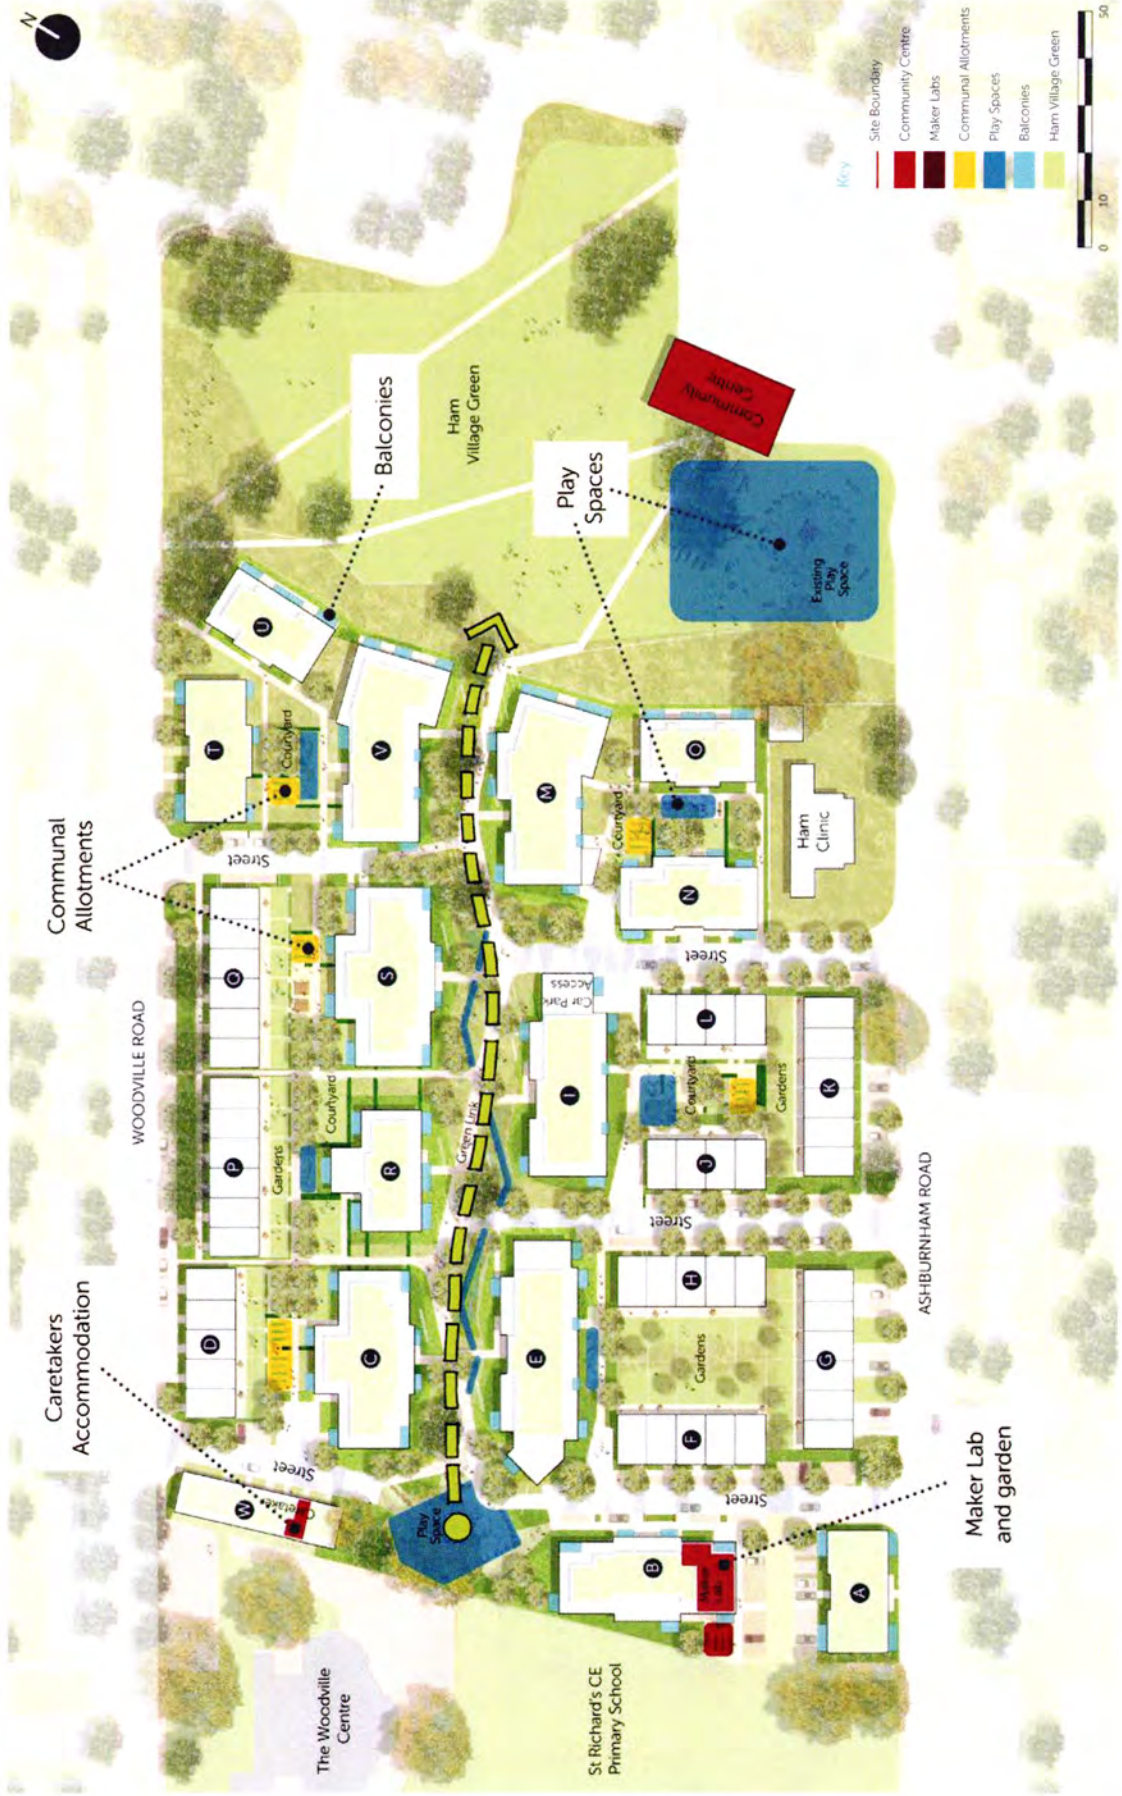 N
Communal
Allotments
Caretakers
Accommodation
WOODVILLE ROAD
Balconies
Ham
Village Green
Play
Spaces
Community
Centre
Existing
Play
Space
U
T
Courtyard
V
Street
Q
S
P
Gardens
Courtyard
R
D
C
Street
W
Caretaker
Play
Space
Green Link
M
O
Courtyard
N
Ham
Clinic
Street
Car Park
Access
I
L
Courtyard
J
Gardens
K
Street
E
H
Gardens
F
G
Street
B
Maker
Lab
A
ASHBURNHAM ROAD
Maker Lab
and garden
The Woodville
Centre
St Richard's CE
Primary School
Key
Site Boundary
Community Centre
Maker Labs
Communal Allotments
Play Spaces
Balconies
Ham Village Green
0
10
50